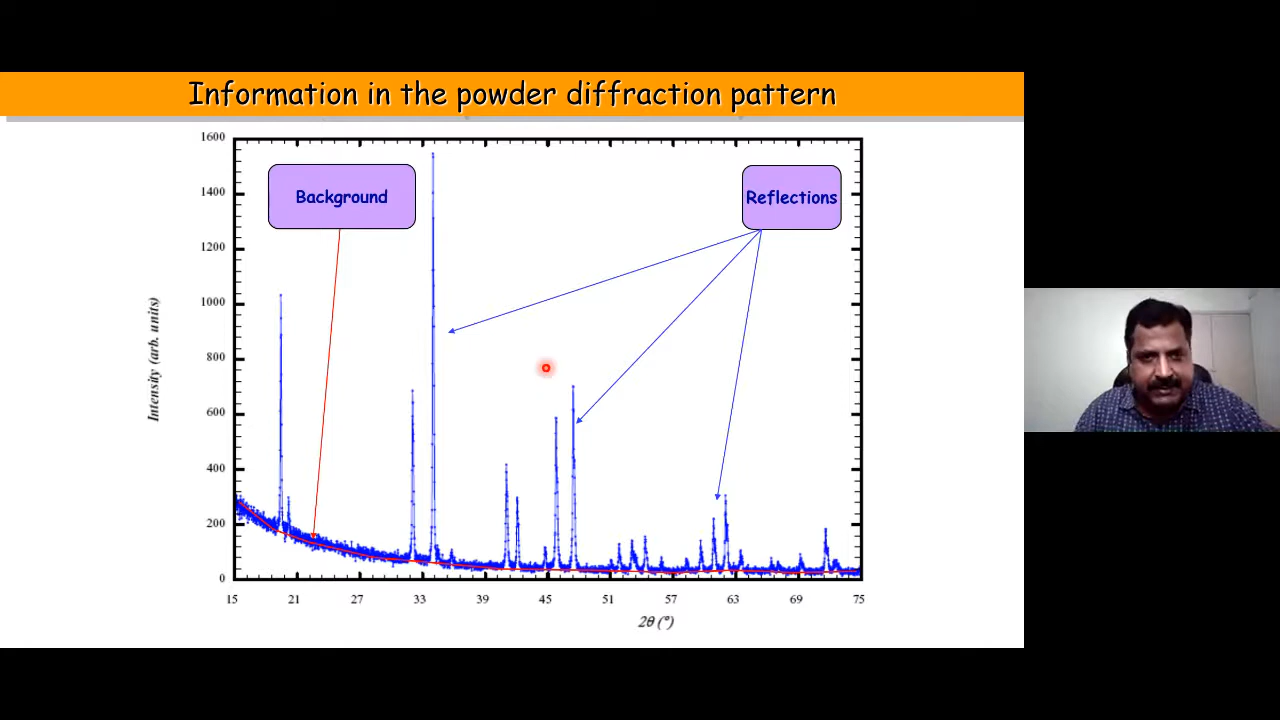 Information in the powder diffraction pattern
1600
1400
1200
1000
800
600
400
200
0
Background
Reflections
Intensity (arb. units)
15 21 27 33 39 45 51 57 63 69 75
2θ (°)